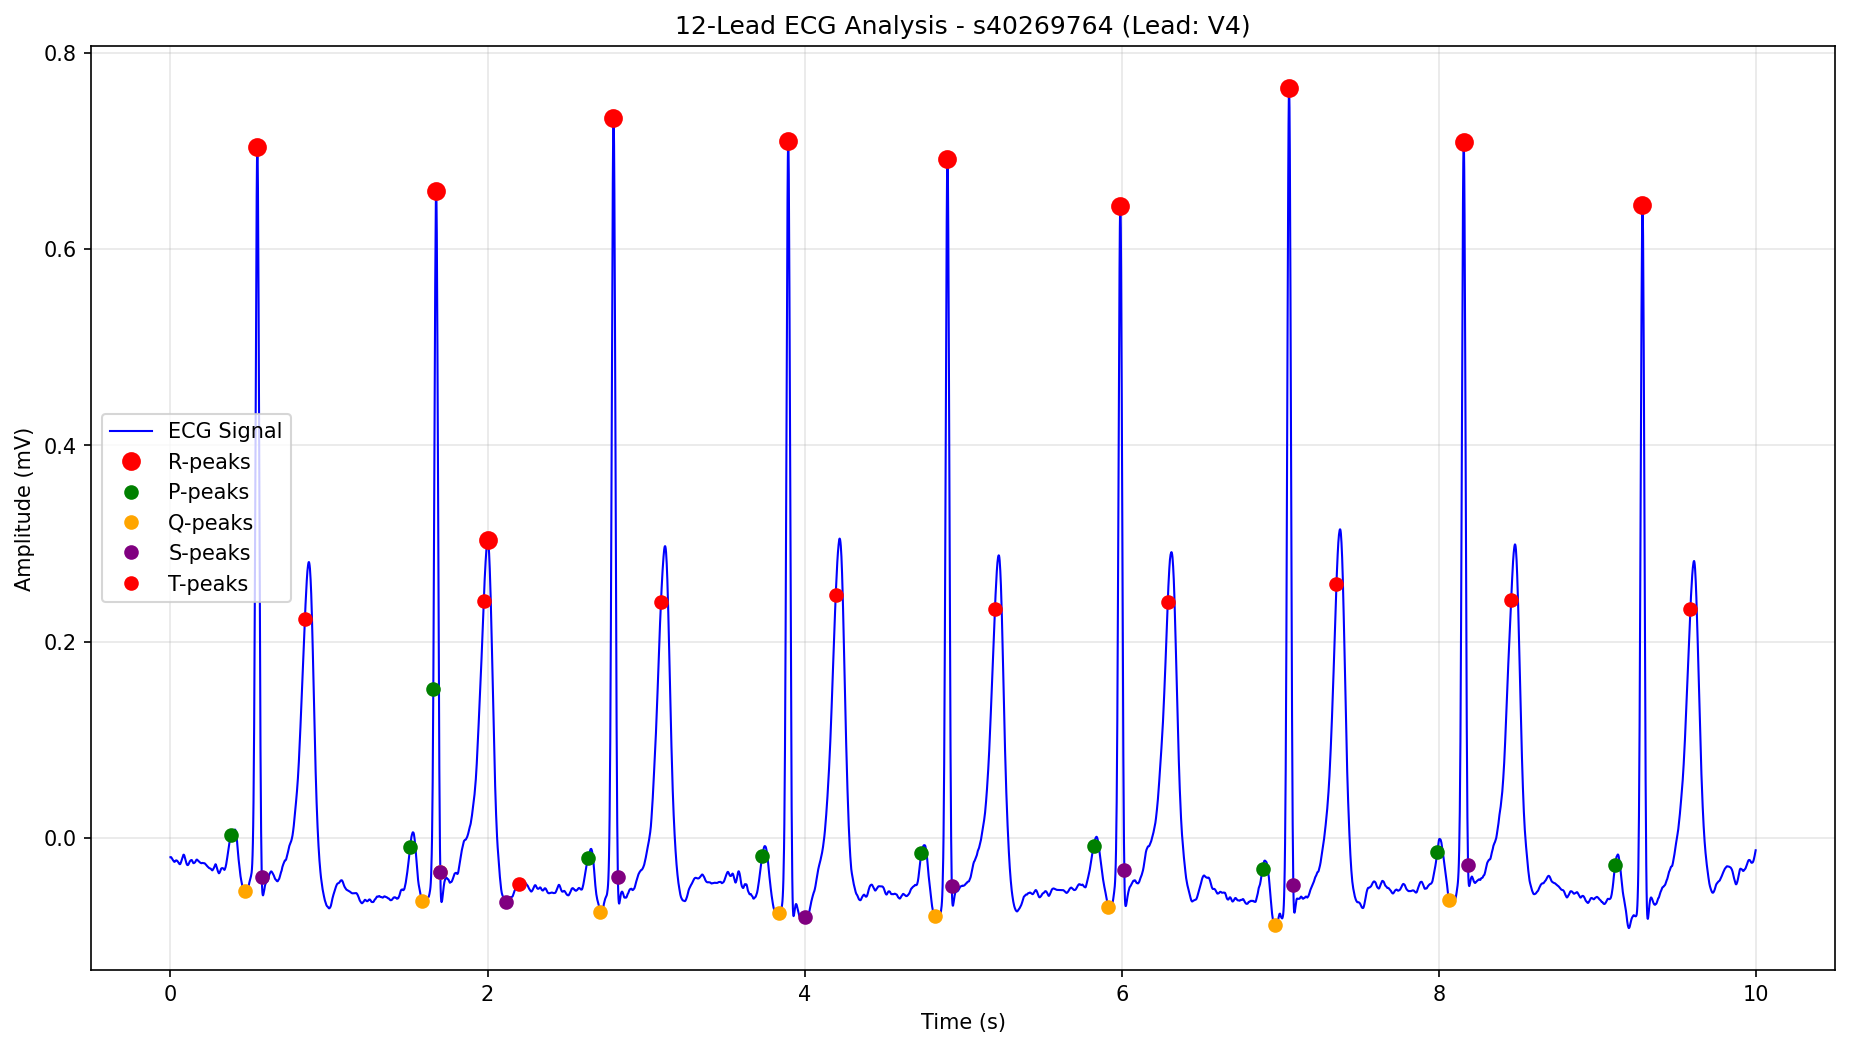 12-Lead ECG Analysis - s40269764 (Lead: V4)
Amplitude (mV)
0.8
0.6
0.4
0.2
0.0
ECG Signal
R-peaks
P-peaks
Q-peaks
S-peaks
T-peaks
0 2 4 6 8 10
Time (s)